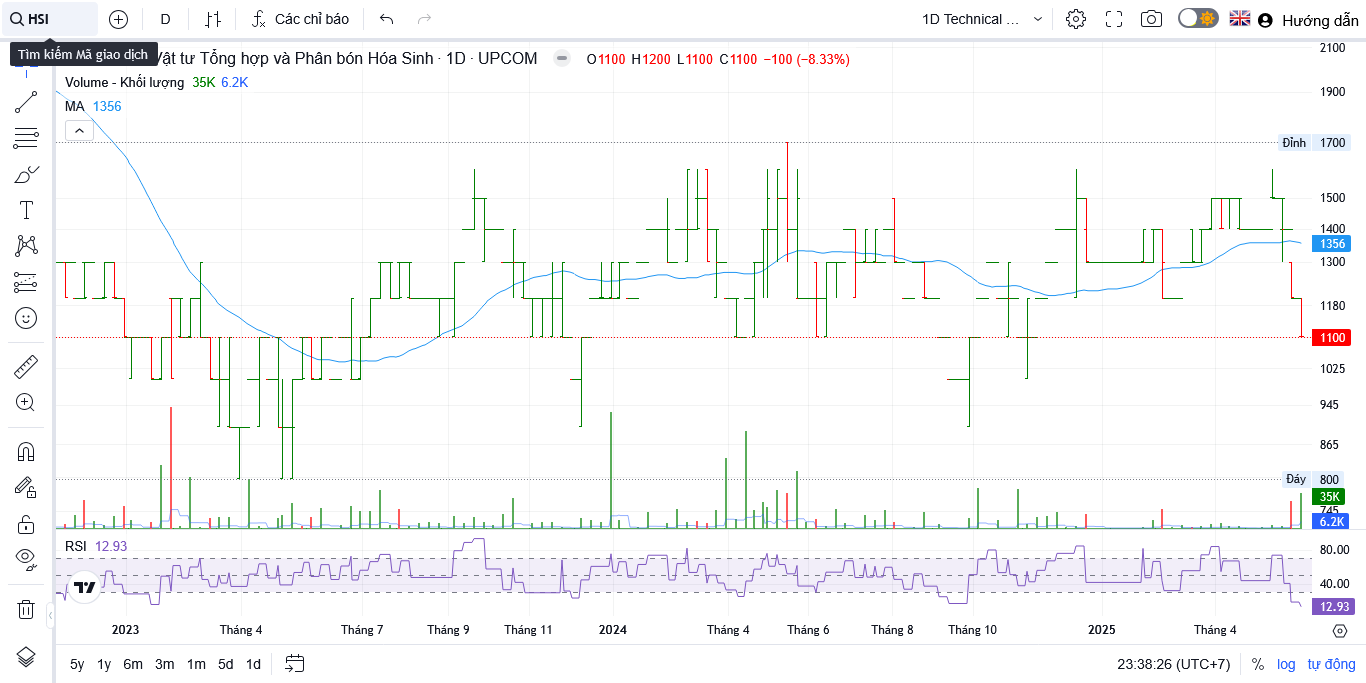 HSI
D
Các chỉ báo
1D Technical ...
Hướng dẫn
Tìm kiếm Mã giao dịch
Vật tư Tổng hợp và Phân bón Hóa Sinh · 1D · UPCOM
O1100 H1200 L1100 C1100 −100 (−8.33%)
Volume - Khối lượng 35K 6.2K
MA 1356
2100
1900
Đỉnh 1700
1500
1400
1356
1300
1180
1100
1025
945
865
Đáy 800
35K
745
6.2K
RSI 12.93
80.00
40.00
12.93
2023 Tháng 4 Tháng 7 Tháng 9 Tháng 11 2024 Tháng 4 Tháng 6 Tháng 8 Tháng 10 2025 Tháng 4
5y 1y 6m 3m 1m 5d 1d
23:38:26 (UTC+7) % log tự động